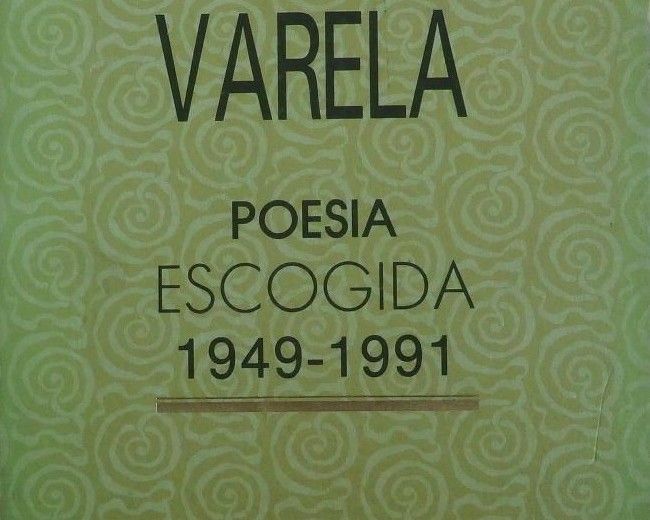 VARELA
POESIA
ESCOGIDA
1949-1991